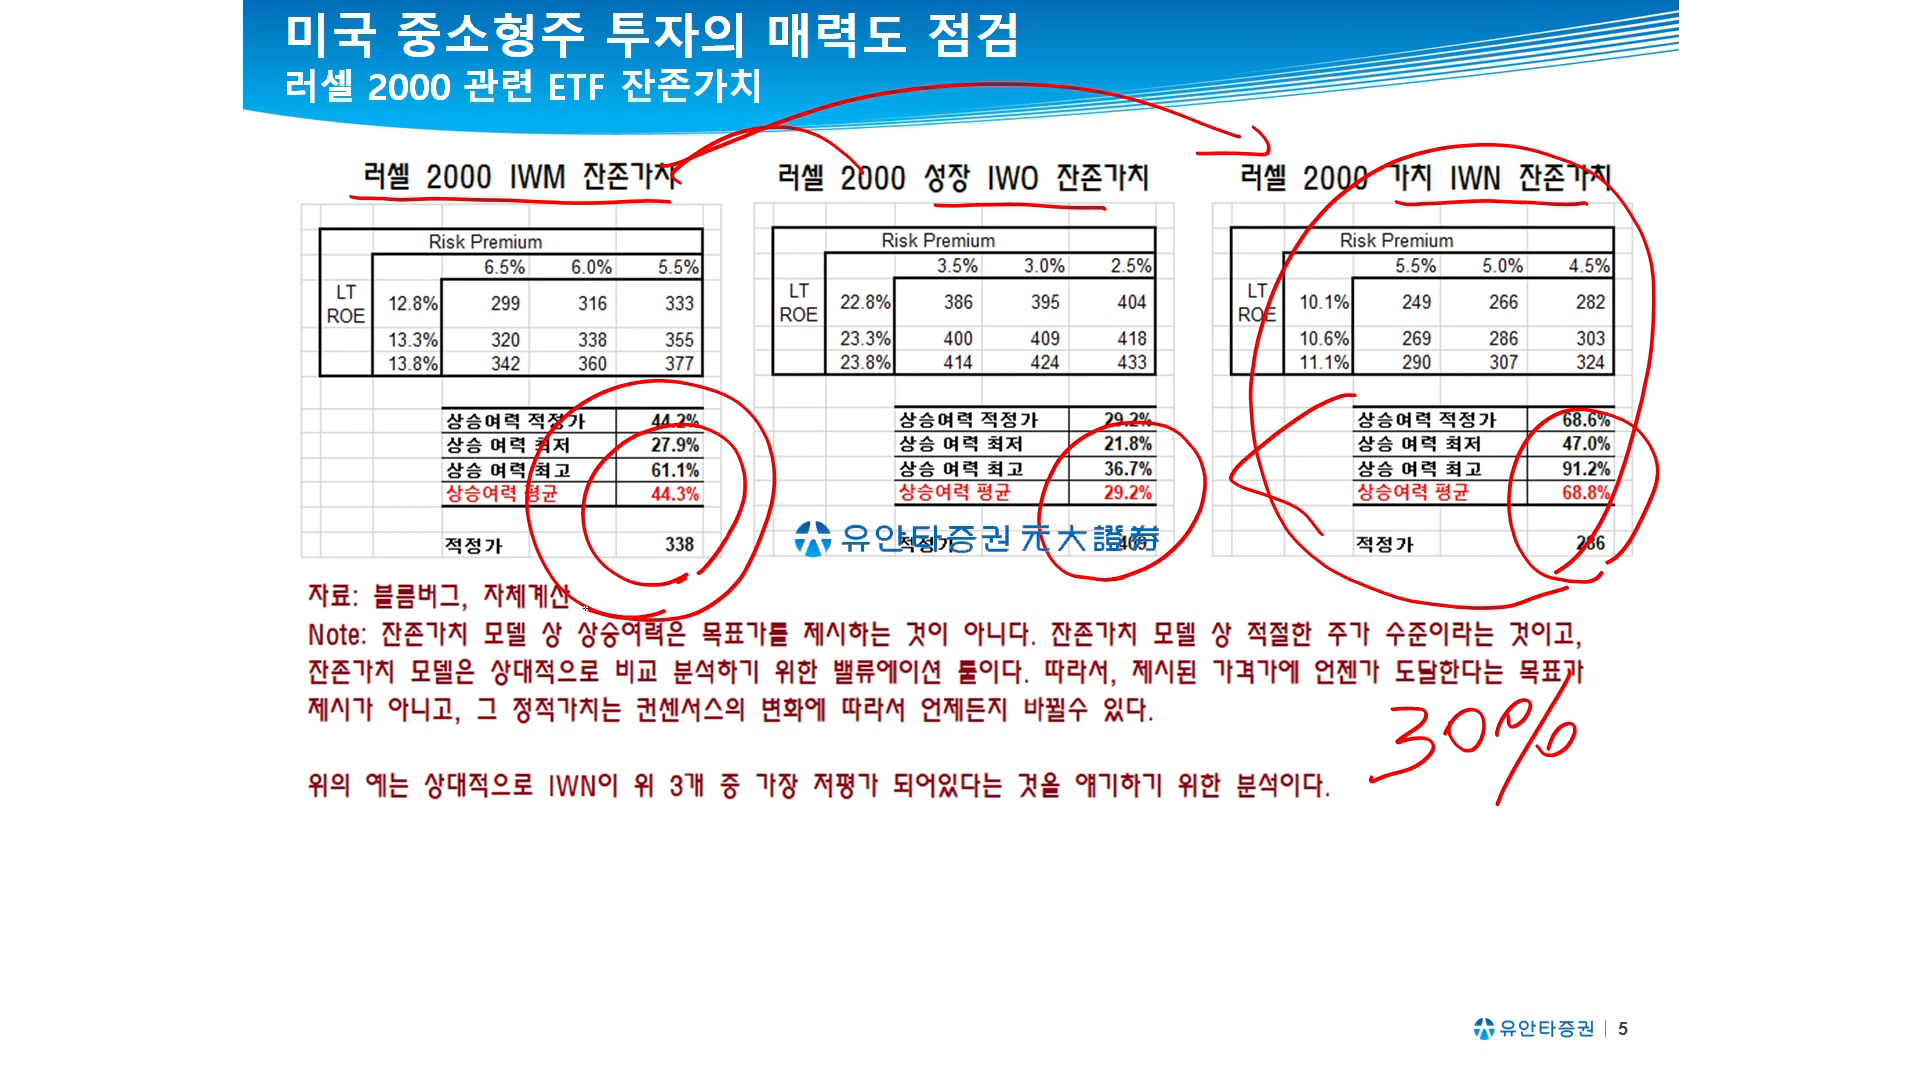 미국 중소형주 투자의 매력도 점검
러셀 2000 관련 ETF 잔존가치
러셀 2000 IWM 잔존가치
Risk Premium
6.5% 6.0% 5.5%
LT ROE
12.8% 299 316 333
13.3% 320 338 355
13.8% 342 360 377
상승여력 적정가 44.2%
상승 여력 최저 27.9%
상승 여력 최고 61.1%
상승여력 평균 44.3%
적정가 338
러셀 2000 성장 IWO 잔존가치
Risk Premium
3.5% 3.0% 2.5%
LT ROE
22.8% 386 395 404
23.3% 400 409 418
23.8% 414 424 433
상승여력 적정가 29.2%
상승 여력 최저 21.8%
상승 여력 최고 36.7%
상승여력 평균 29.2%
적정가 409
유안타증권 元大證券
러셀 2000 가치 IWN 잔존가치
Risk Premium
5.5% 5.0% 4.5%
LT ROE
10.1% 249 266 282
10.6% 269 286 303
11.1% 290 307 324
상승여력 적정가 68.6%
상승 여력 최저 47.0%
상승 여력 최고 91.2%
상승여력 평균 68.8%
적정가 286
자료: 블룸버그, 자체계산
Note: 잔존가치 모델 상 상승여력은 목표가를 제시하는 것이 아니다. 잔존가치 모델 상 적절한 주가 수준이라는 것이고,
잔존가치 모델은 상대적으로 비교 분석하기 위한 밸류에이션 툴이다. 따라서, 제시된 가격가에 언젠가 도달한다는 목표가
제시가 아니고, 그 정적가치는 컨센서스의 변화에 따라서 언제든지 바뀔수 있다.
30%
위의 예는 상대적으로 IWN이 위 3개 중 가장 저평가 되어있다는 것을 얘기하기 위한 분석이다.
유안타증권 | 5